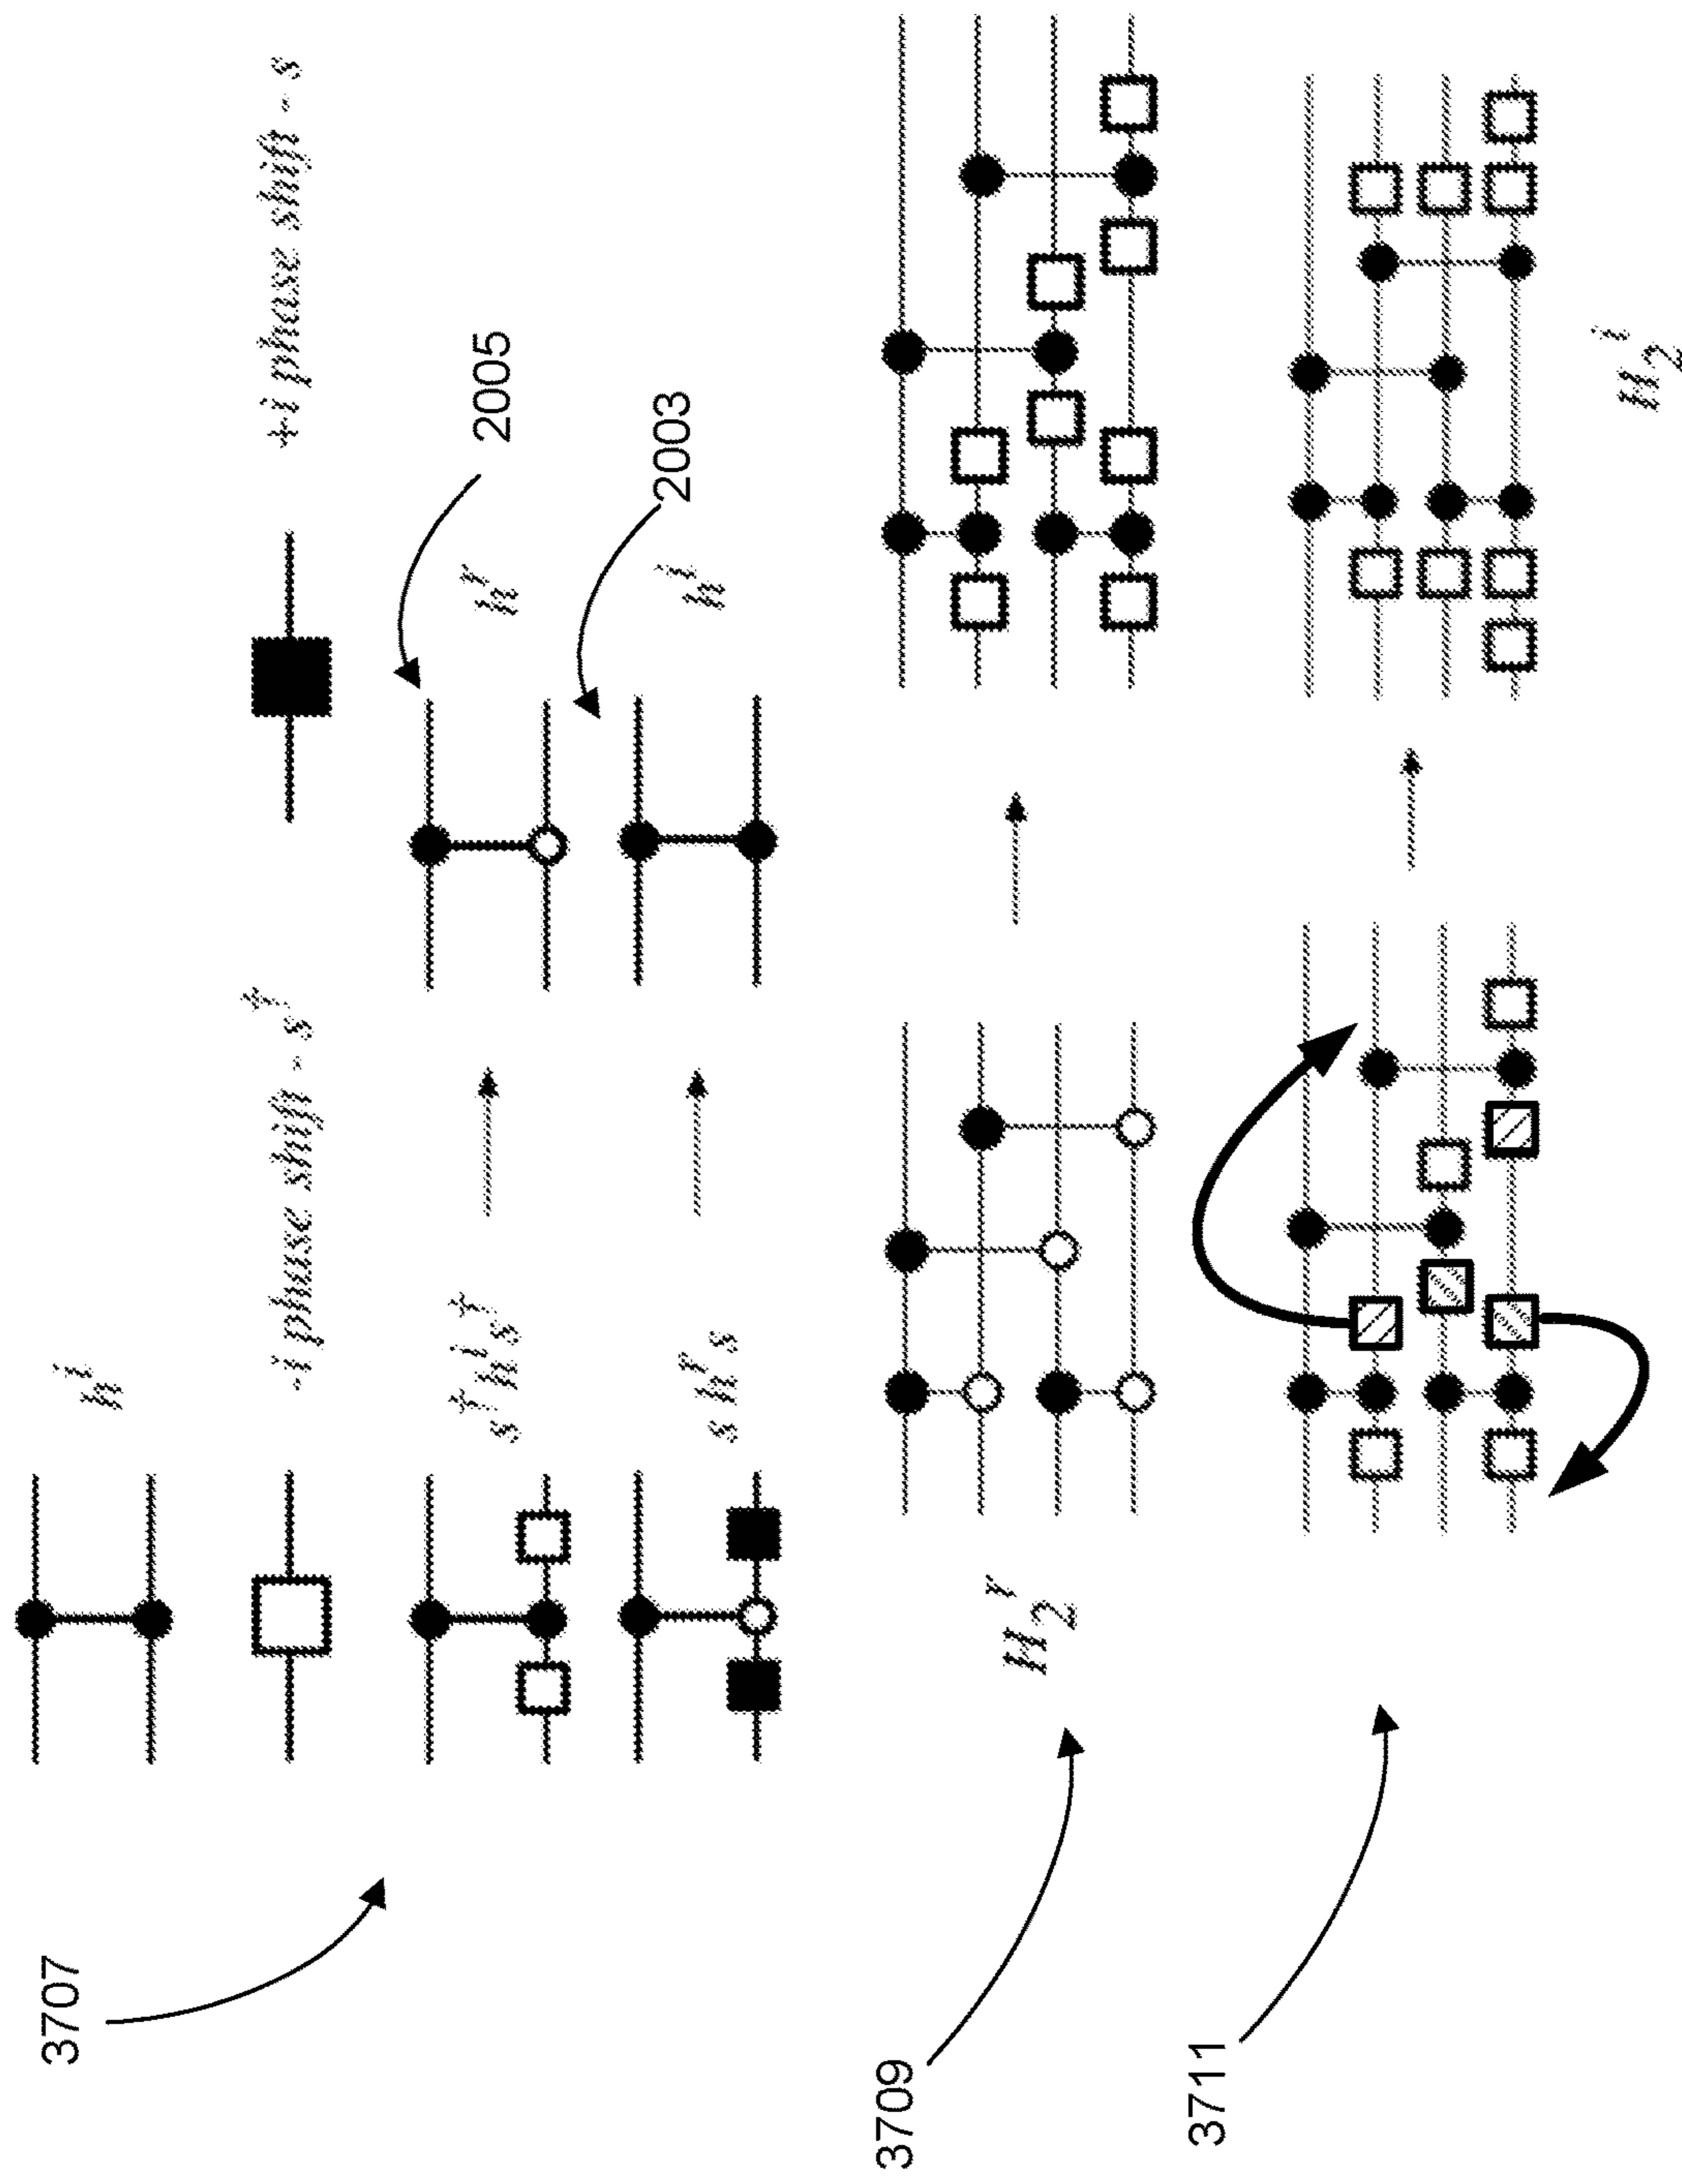 3707
h^i
-i phase shift - s^†
+i phase shift - s
s^† h^i s^†
h^r
2005
s h^r s
h^i
2003
3709
u_2^r
3711
u_2^i